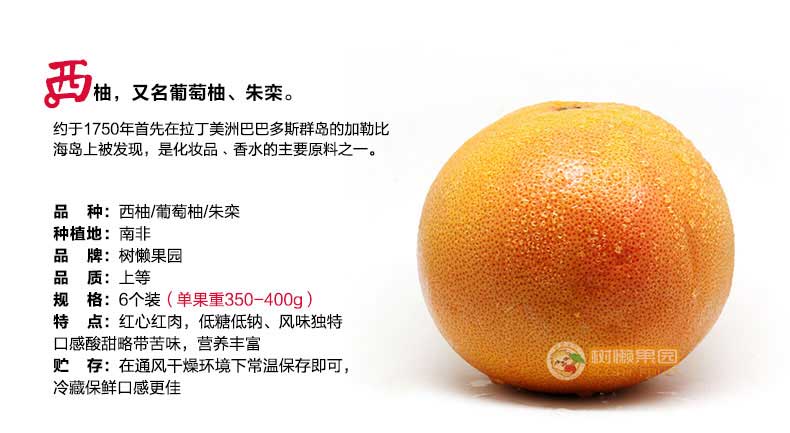 西柚，又名葡萄柚、朱栾。
约于1750年首先在拉丁美洲巴巴多斯群岛的加勒比
海岛上被发现，是化妆品、香水的主要原料之一。
品 种：西柚/葡萄柚/朱栾
种植地：南非
品 牌：树懒果园
品 质：上等
规 格：6个装（单果重350-400g）
特 点：红心红肉，低糖低钠、风味独特
口感酸甜略带苦味，营养丰富
贮 存：在通风干燥环境下常温保存即可，
冷藏保鲜口感更佳
树懒果园